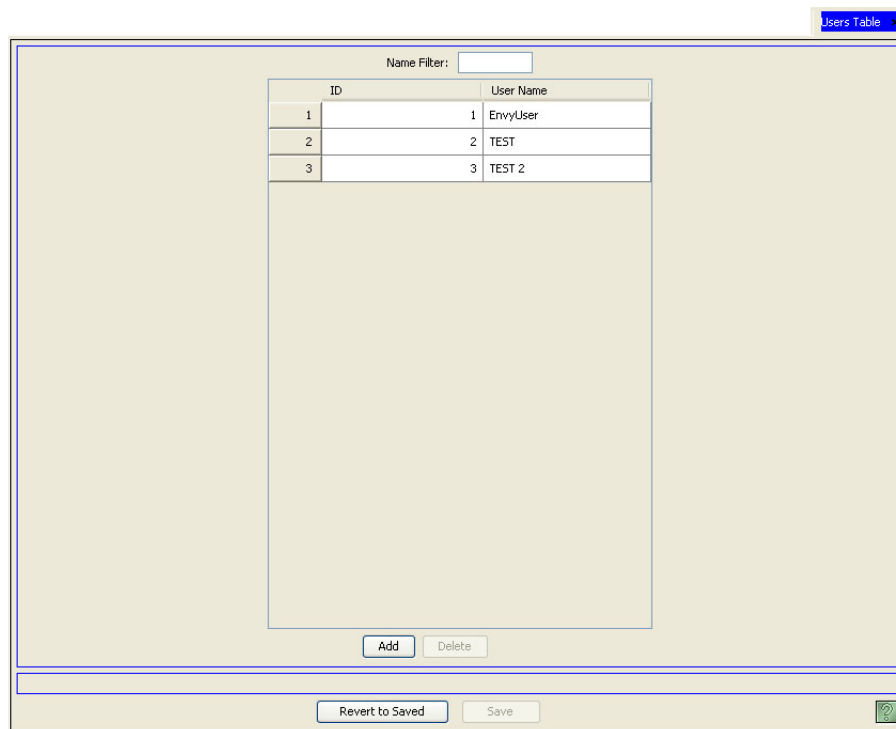 Users Table x
Name Filter:
ID User Name
1 1 EnvyUser
2 2 TEST
3 3 TEST 2
Add Delete
Revert to Saved Save ?